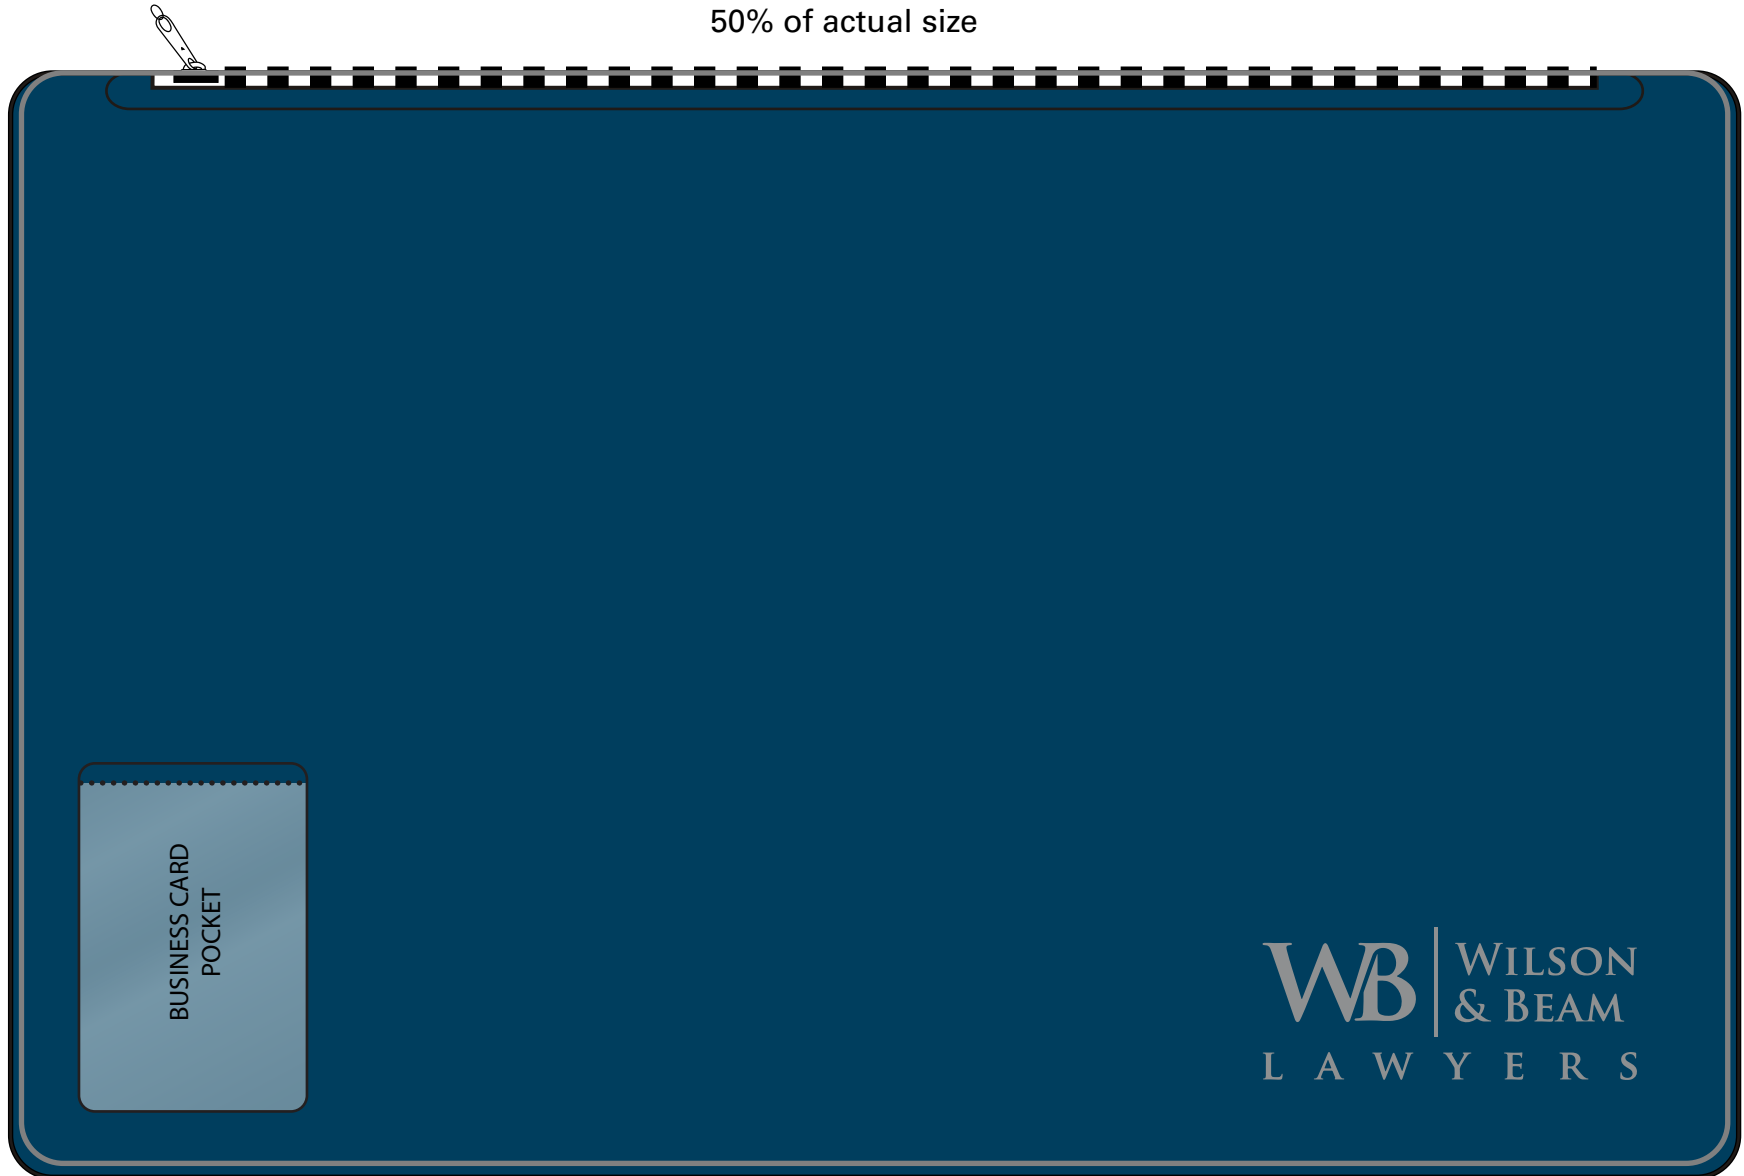 50% of actual size
BUSINESS CARD
POCKET
WB
WILSON
& BEAM
LAWYERS